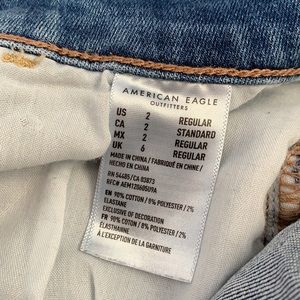 AMERICAN EAGLE
OUTFITTERS
US 2 REGULAR
CA 2 STANDARD
MX 2 REGULAR
UK 6 REGULAR
MADE IN CHINA / FABRIQUÉ EN CHINE /
HECHO EN CHINA
RN 54485 / CA 03873
RFC# AEM120605U9A
EN 90% COTTON / 8% POLYESTER / 2%
ELASTANE
EXCLUSIVE OF DECORATION
FR 90% COTON / 8% POLYESTER / 2%
ÉLASTHANNE
À L'EXCEPTION DE LA GARNITURE